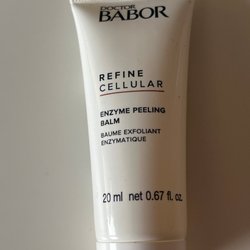 DOCTOR
BABOR
REFINE
CELLULAR
ENZYME PEELING
BALM
BAUME EXFOLIANT
ENZYMATIQUE
20 ml net 0.67 fl. oz.